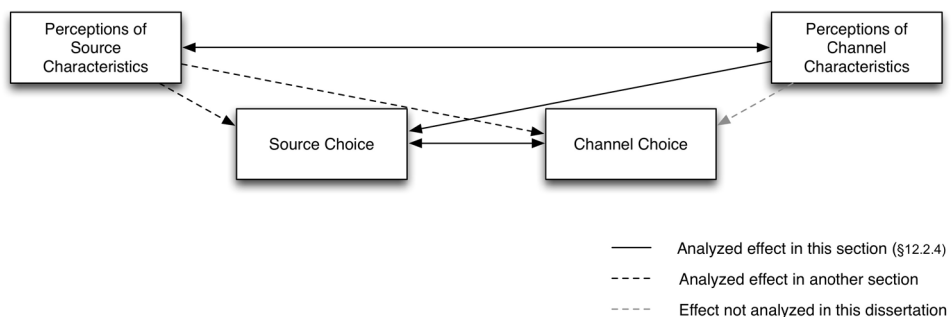 Perceptions of
Source
Characteristics
Perceptions of
Channel
Characteristics
Source Choice
Channel Choice
Analyzed effect in this section (§12.2.4)
Analyzed effect in another section
Effect not analyzed in this dissertation